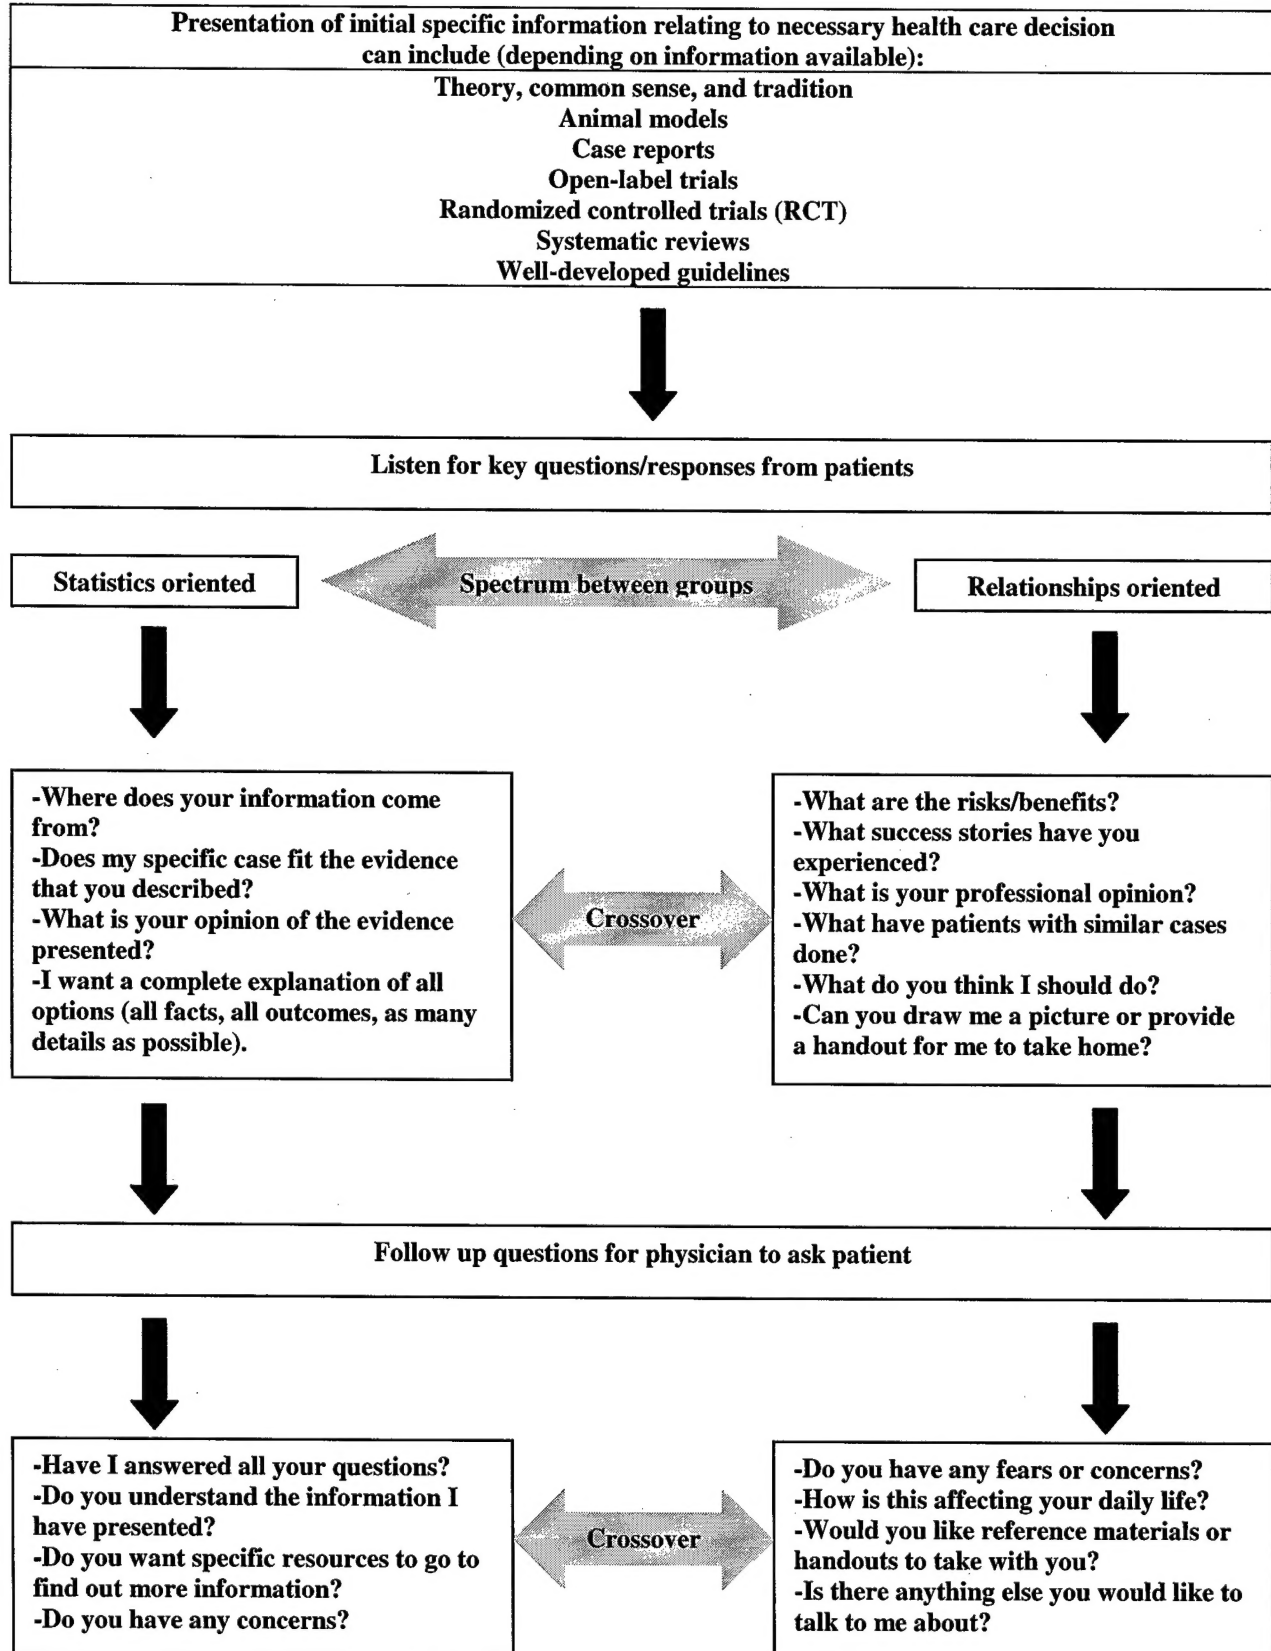 Presentation of initial specific information relating to necessary health care decision
can include (depending on information available):
Theory, common sense, and tradition
Animal models
Case reports
Open-label trials
Randomized controlled trials (RCT)
Systematic reviews
Well-developed guidelines
Listen for key questions/responses from patients
Statistics oriented
Spectrum between groups
Relationships oriented
-Where does your information come
from?
-Does my specific case fit the evidence
that you described?
-What is your opinion of the evidence
presented?
-I want a complete explanation of all
options (all facts, all outcomes, as many
details as possible).
Crossover
-What are the risks/benefits?
-What success stories have you
experienced?
-What is your professional opinion?
-What have patients with similar cases
done?
-What do you think I should do?
-Can you draw me a picture or provide
a handout for me to take home?
Follow up questions for physician to ask patient
-Have I answered all your questions?
-Do you understand the information I
have presented?
-Do you want specific resources to go to
find out more information?
-Do you have any concerns?
Crossover
-Do you have any fears or concerns?
-How is this affecting your daily life?
-Would you like reference materials or
handouts to take with you?
-Is there anything else you would like to
talk to me about?